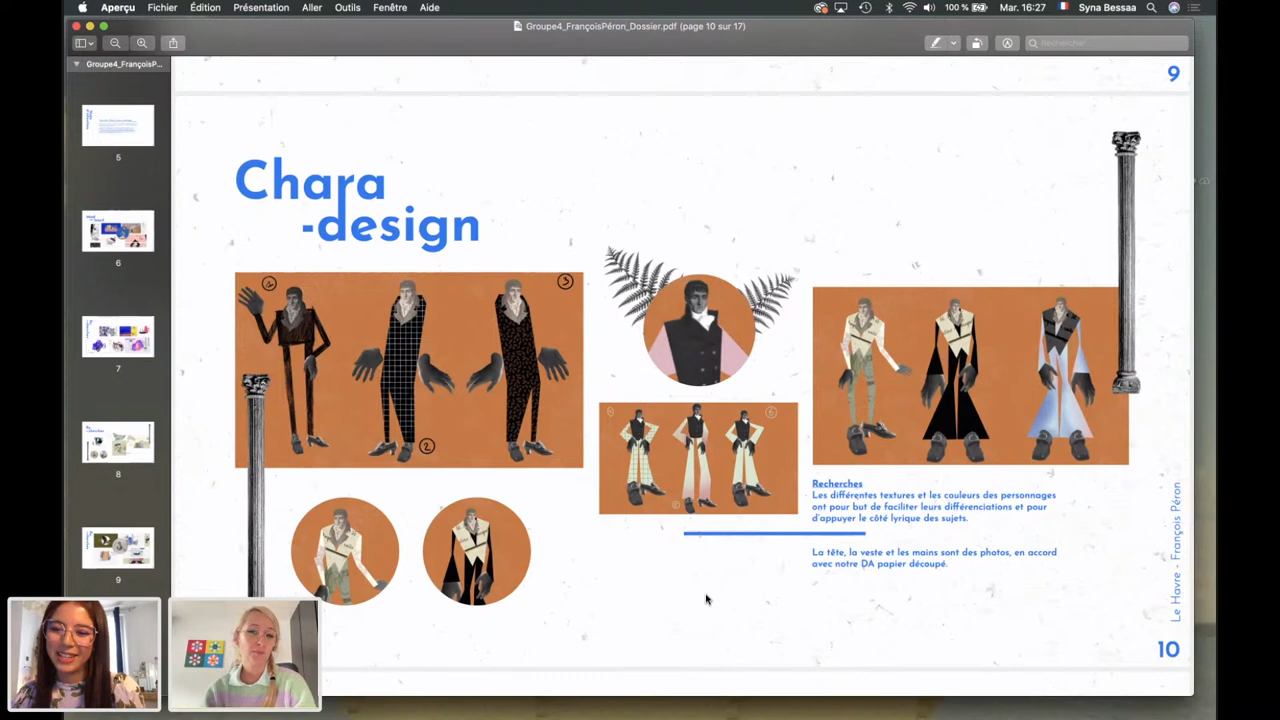 Aperçu Fichier Édition Présentation Aller Outils Fenêtre Aide
100 % Mar. 16:27 Syna Bessaa
Groupe4_FrançoisPéron_Dossier.pdf (page 10 sur 17)
Rechercher
Groupe4_FrançoisP...
5
6
7
8
9
9
Chara
-design
2
3
6
Recherches
Les différentes textures et les couleurs des personnages
ont pour but de faciliter leurs différenciations et pour
d'appuyer le côté lyrique des sujets.
La tête, la veste et les mains sont des photos, en accord
avec notre DA papier découpé.
Le Havre - François Péron
10